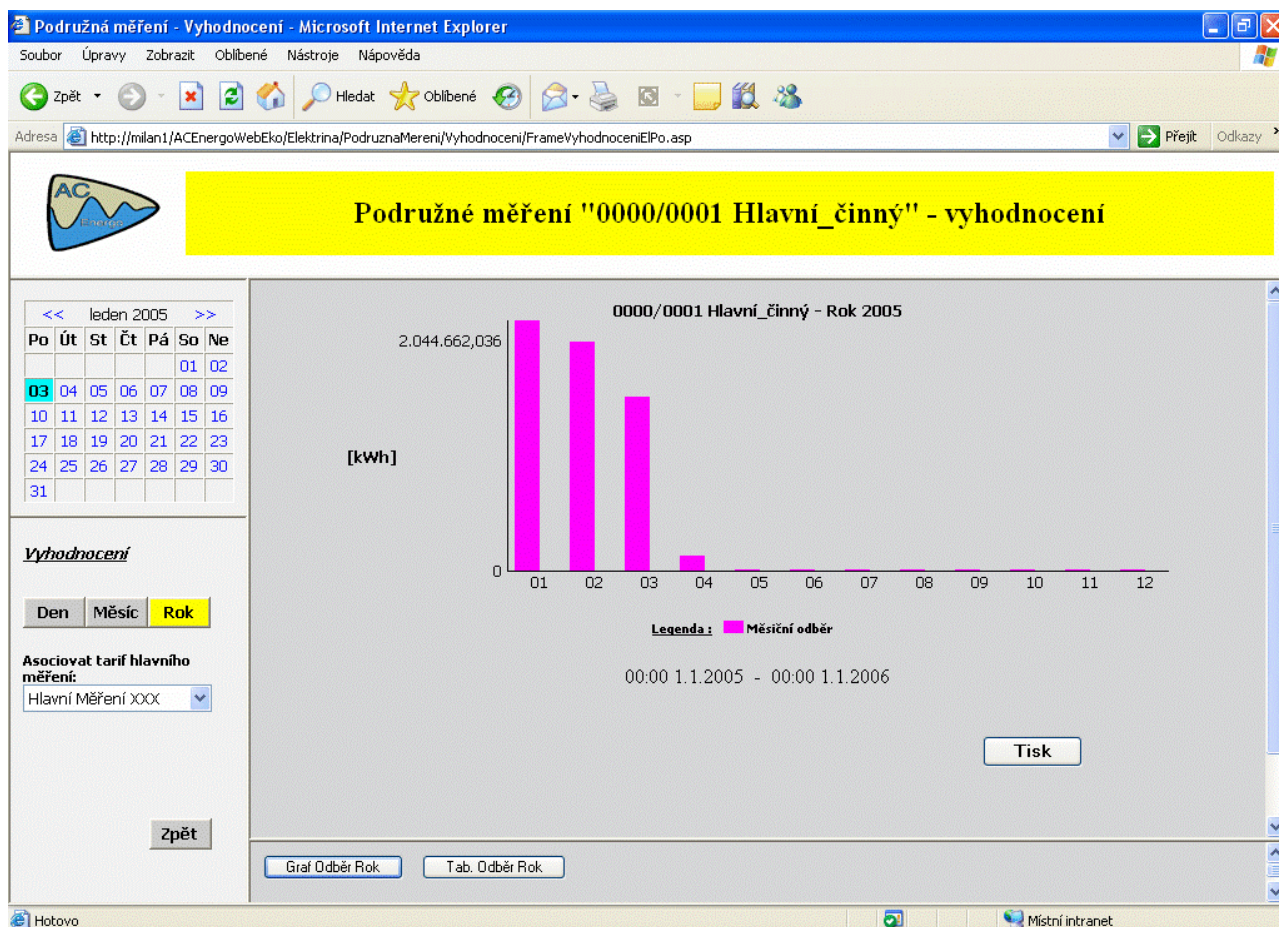 Podružná měření - Vyhodnocení - Microsoft Internet Explorer
Soubor Úpravy Zobrazit Oblíbené Nástroje Nápověda
Zpět Hledat Oblíbené
Adresa http://milan1/ACEnergoWebEko/Elektrina/PodruznaMereni/Vyhodnoceni/FrameVyhodnoceniElPo.asp Přejít Odkazy
AC
Energo
Podružné měření "0000/0001 Hlavní_činný" - vyhodnocení
<< leden 2005 >>
Po Út St Čt Pá So Ne
01 02
03 04 05 06 07 08 09
10 11 12 13 14 15 16
17 18 19 20 21 22 23
24 25 26 27 28 29 30
31
Vyhodnocení
Den Měsíc Rok
Asociovat tarif hlavního
měření:
Hlavní Měření XXX
Zpět
0000/0001 Hlavní_činný - Rok 2005
2.044.662,036
[kWh]
0
01 02 03 04 05 06 07 08 09 10 11 12
Legenda : Měsíční odběr
00:00 1.1.2005 - 00:00 1.1.2006
Tisk
Graf Odběr Rok Tab. Odběr Rok
Hotovo Místní intranet